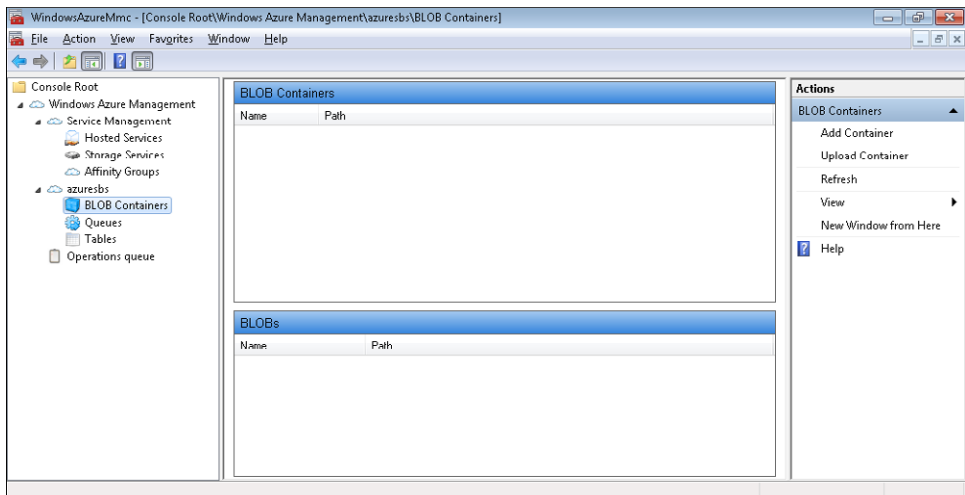 WindowsAzureMmc - [Console Root\Windows Azure Management\azuresbs\BLOB Containers]
File Action View Favorites Window Help
Console Root
Windows Azure Management
Service Management
Hosted Services
Storage Services
Affinity Groups
azuresbs
BLOB Containers
Queues
Tables
Operations queue
BLOB Containers
Name Path
BLOBs
Name Path
Actions
BLOB Containers
Add Container
Upload Container
Refresh
View
New Window from Here
Help